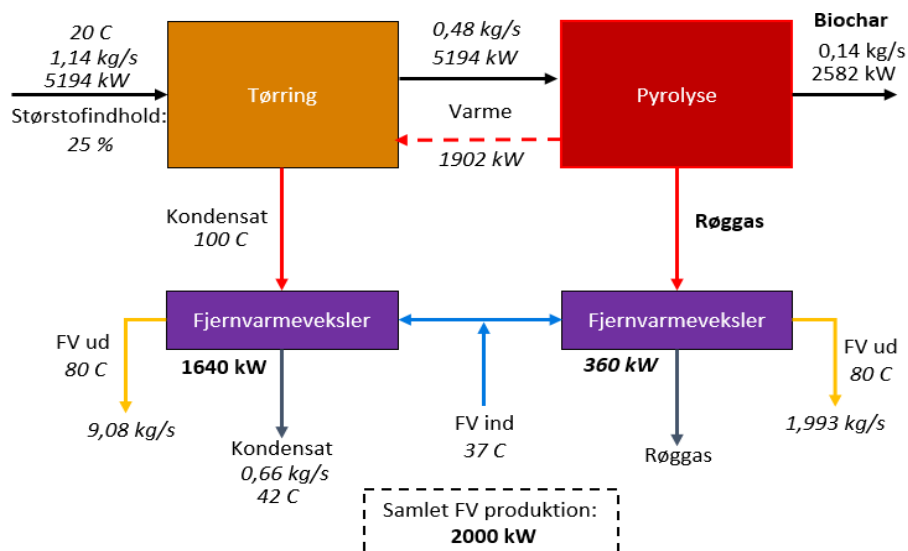 20 C
1,14 kg/s
5194 kW
Størstofindhold:
25 %
Tørring
0,48 kg/s
5194 kW
Varme
1902 kW
Pyrolyse
Biochar
0,14 kg/s
2582 kW
Kondensat
100 C
Røggas
Fjernvarmeveksler
Fjernvarmeveksler
FV ud
80 C
1640 kW
360 kW
FV ud
80 C
9,08 kg/s
Kondensat
0,66 kg/s
42 C
FV ind
37 C
Røggas
1,993 kg/s
Samlet FV produktion:
2000 kW